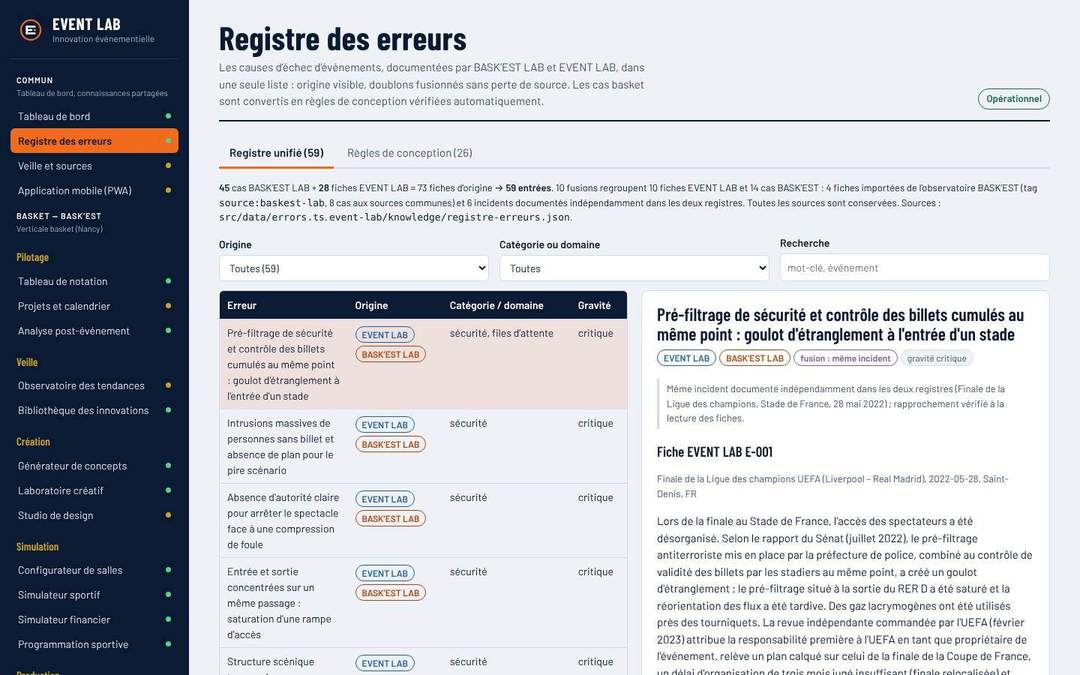 EVENT LAB
Innovation événementielle
COMMUN
Tableau de bord, connaissances partagées
Tableau de bord
Registre des erreurs
Veille et sources
Application mobile (PWA)
BASKET — BASK'EST
Verticale basket (Nancy)
Pilotage
Tableau de notation
Projets et calendrier
Analyse post-événement
Veille
Observatoire des tendances
Bibliothèque des innovations
Création
Générateur de concepts
Laboratoire créatif
Studio de design
Simulation
Configurateur de salles
Simulateur sportif
Simulateur financier
Programmation sportive
Registre des erreurs
Les causes d'échec d'événements, documentées par BASK'EST LAB et EVENT LAB, dans
une seule liste : origine visible, doublons fusionnés sans perte de source. Les cas basket
sont convertis en règles de conception vérifiées automatiquement.
Opérationnel
Registre unifié (59)
Règles de conception (26)
45 cas BASK'EST LAB + 28 fiches EVENT LAB = 73 fiches d'origine → 59 entrées. 10 fusions regroupent 10 fiches EVENT LAB et 14 cas BASK'EST : 4 fiches importées de l'observatoire BASK'EST (tag
source:baskest-lab, 8 cas aux sources communes) et 6 incidents documentés indépendamment dans les deux registres. Toutes les sources sont conservées. Sources :
src/data/errors.ts, event-lab/knowledge/registre-erreurs.json.
Origine
Toutes (59)
Catégorie ou domaine
Toutes
Recherche
mot-clé, événement
Erreur
Origine
Catégorie / domaine
Gravité
Pré-filtrage de sécurité
et contrôle des billets
cumulés au même point
: goulot d'étranglement à
l'entrée d'un stade
EVENT LAB
BASK'EST LAB
sécurité, files d'attente
critique
Intrusions massives de
personnes sans billet et
absence de plan pour le
pire scénario
EVENT LAB
BASK'EST LAB
sécurité
critique
Absence d'autorité claire
pour arrêter le spectacle
face à une compression
de foule
EVENT LAB
BASK'EST LAB
sécurité
critique
Entrée et sortie
concentrées sur un
même passage :
saturation d'une rampe
d'accès
EVENT LAB
BASK'EST LAB
sécurité
critique
Structure scénique
EVENT LAB
sécurité
critique
Pré-filtrage de sécurité et contrôle des billets cumulés au
même point : goulot d'étranglement à l'entrée d'un stade
EVENT LAB
BASK'EST LAB
fusion : même incident
gravité critique
Même incident documenté indépendamment dans les deux registres (Finale de la
Ligue des champions, Stade de France, 28 mai 2022) ; rapprochement vérifié à la
lecture des fiches.
Fiche EVENT LAB E-001
Finale de la Ligue des champions UEFA (Liverpool – Real Madrid), 2022-05-28, Saint-
Denis, FR
Lors de la finale au Stade de France, l'accès des spectateurs a été
désorganisé. Selon le rapport du Sénat (juillet 2022), le pré-filtrage
antiterroriste mis en place par la préfecture de police, combiné au contrôle de
validité des billets par les stadiers au même point, a créé un goulot
d'étranglement ; le pré-filtrage situé à la sortie du RER D a été saturé et la
réorientation des flux a été tardive. Des gaz lacrymogènes ont été utilisés
près des tourniquets. La revue indépendante commandée par l'UEFA (février
2023) attribue la responsabilité première à l'UEFA en tant que propriétaire de
l'événement, relève un plan calqué sur celui de la finale de la Coupe de France,
un délai d'organisation de trois mois jugé insuffisant (finale relocalisée) et